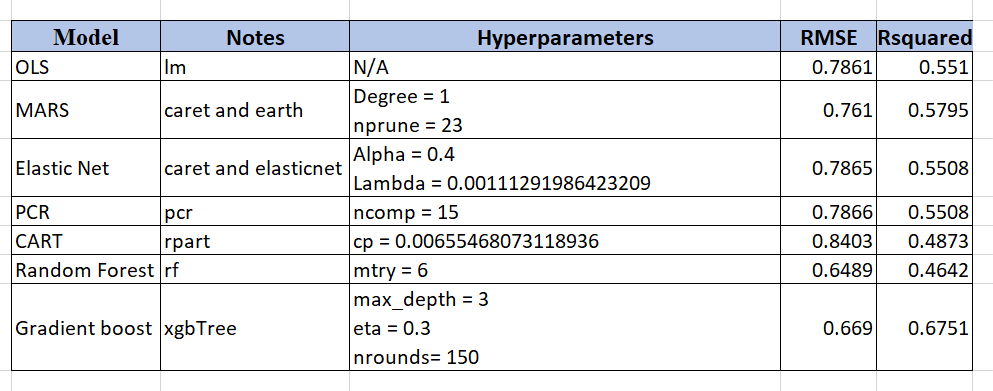 Model Notes Hyperparameters RMSE Rsquared
OLS lm N/A 0.7861 0.551
MARS caret and earth Degree = 1 0.761 0.5795
nprune = 23
Elastic Net caret and elasticnet Alpha = 0.4 0.7865 0.5508
Lambda = 0.00111291986423209
PCR pcr ncomp = 15 0.7866 0.5508
CART rpart cp = 0.00655468073118936 0.8403 0.4873
Random Forest rf mtry = 6 0.6489 0.4642
Gradient boost xgbTree max_depth = 3 0.669 0.6751
eta = 0.3
nrounds= 150